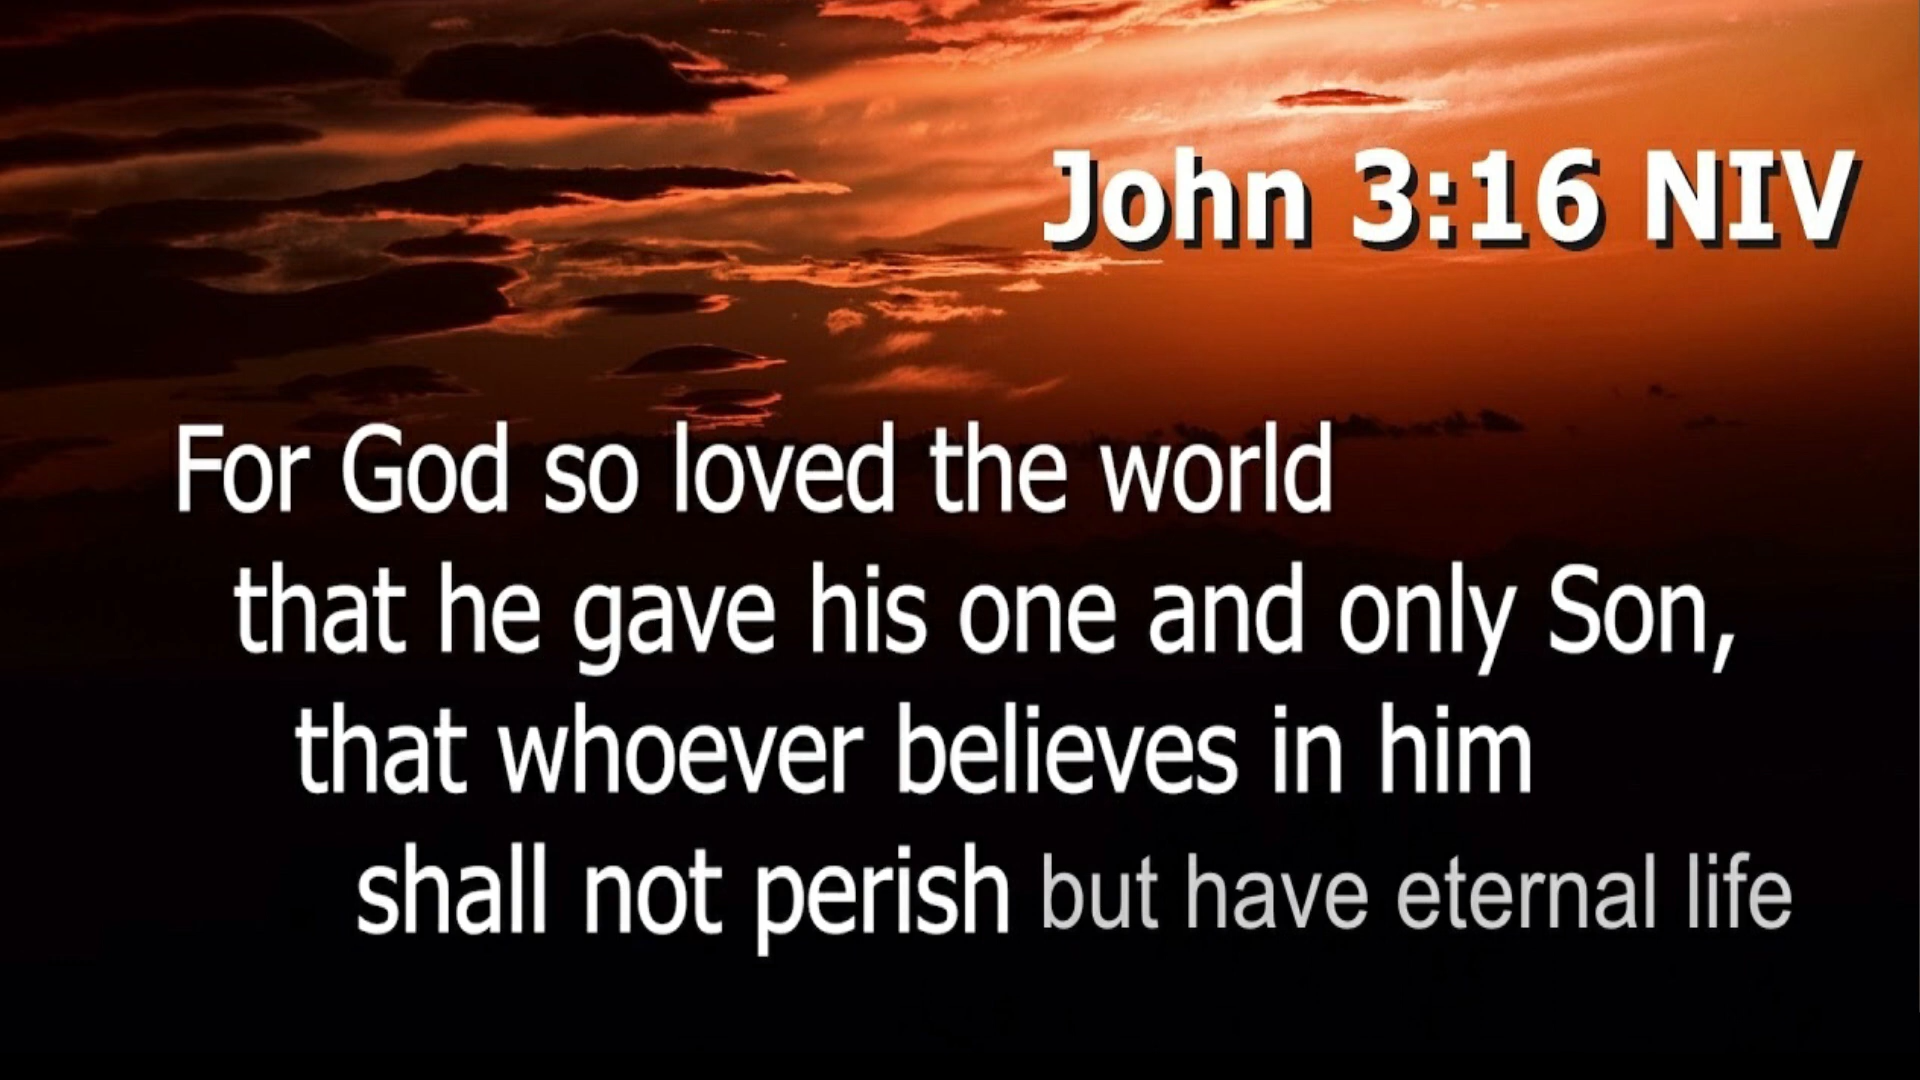 John 3:16 NIV
For God so loved the world
that he gave his one and only Son,
that whoever believes in him
shall not perish but have eternal life